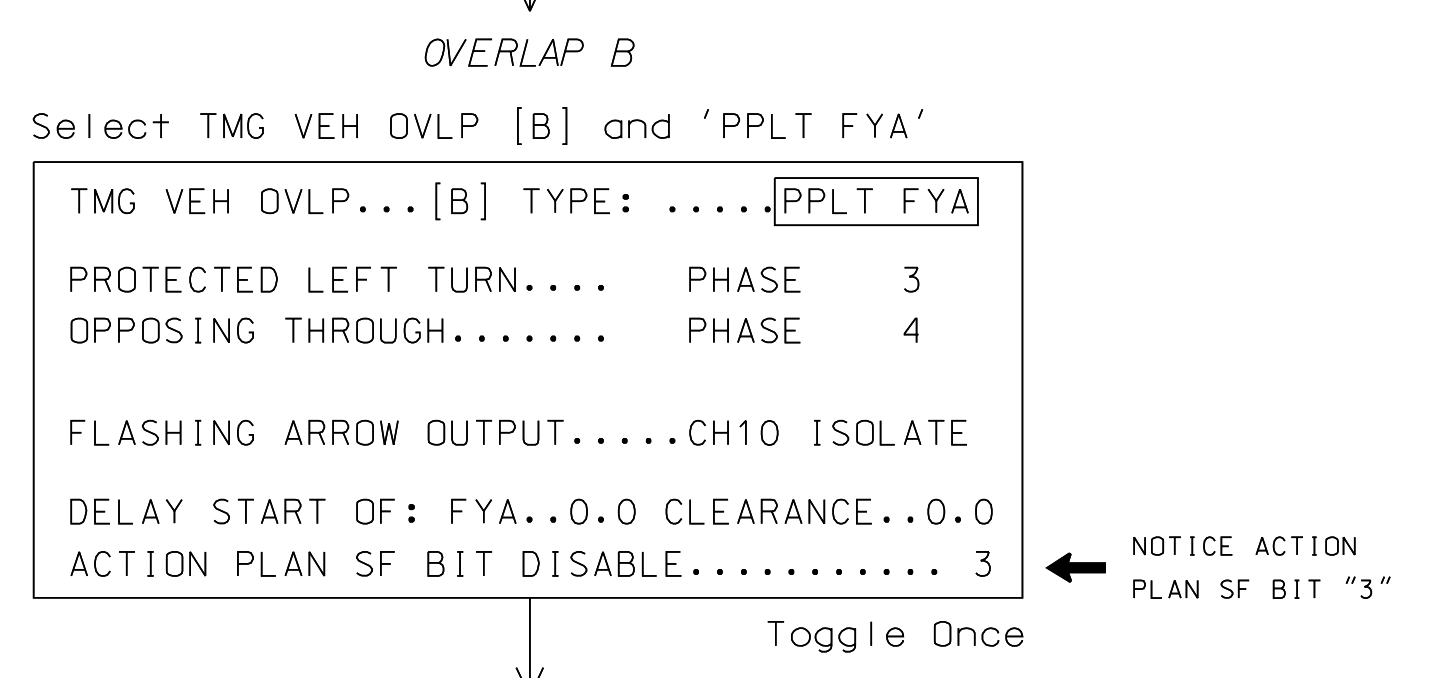 OVERLAP B
Select TMG VEH OVLP [B] and 'PPLT FYA'
TMG VEH OVLP...[B] TYPE: .....PPLT FYA
PROTECTED LEFT TURN.... PHASE 3
OPPOSING THROUGH....... PHASE 4
FLASHING ARROW OUTPUT.....CH10 ISOLATE
DELAY START OF: FYA..0.0 CLEARANCE..0.0
ACTION PLAN SF BIT DISABLE........... 3
NOTICE ACTION
PLAN SF BIT "3"
Toggle Once